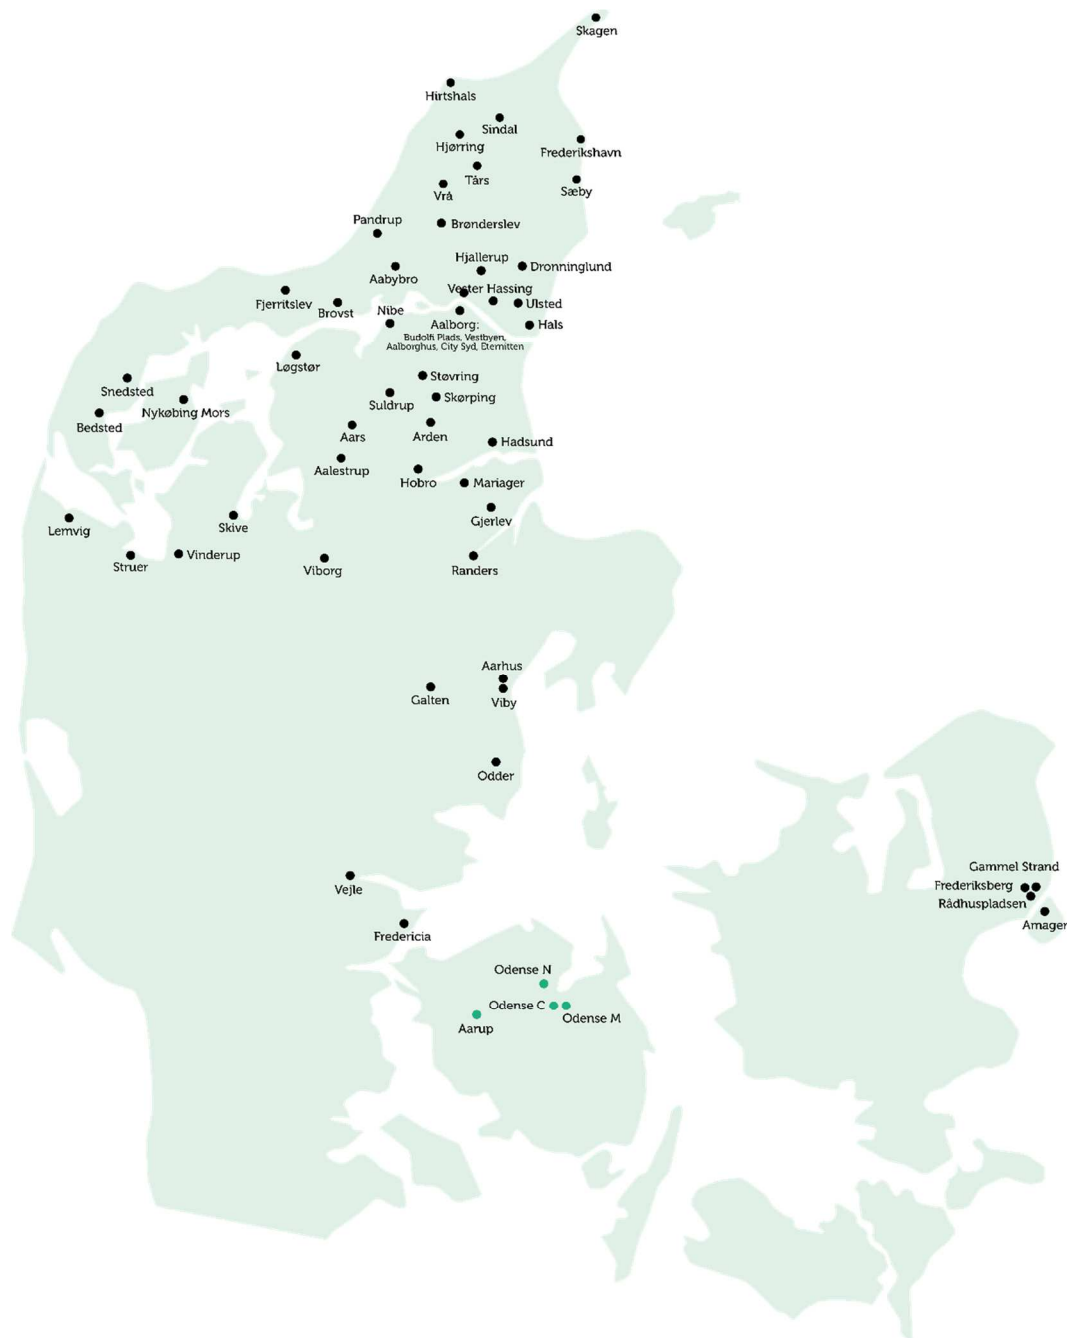 Skagen
Hirtshals
Sindal
Hjørring
Frederikshavn
Tårs
Sæby
Vrå
Pandrup
Brønderslev
Hjallerup
Dronninglund
Aabybro
Vester Hassing
Fjerritslev
Brovst
Nibe
Ulsted
Aalborg:
Hals
Budolfi Plads, Vestbyen,
Aalborghus, City Syd, Eternitten
Løgstør
Støvring
Snedsted
Suldrup
Skørping
Nykøbing Mors
Bedsted
Aars
Arden
Hadsund
Aalestrup
Hobro
Mariager
Gjerlev
Lemvig
Skive
Vinderup
Struer
Viborg
Randers
Aarhus
Galten
Viby
Odder
Gammel Strand
Vejle
Frederiksberg
Rådhuspladsen
Amager
Fredericia
Odense N
Odense C
Odense M
Aarup